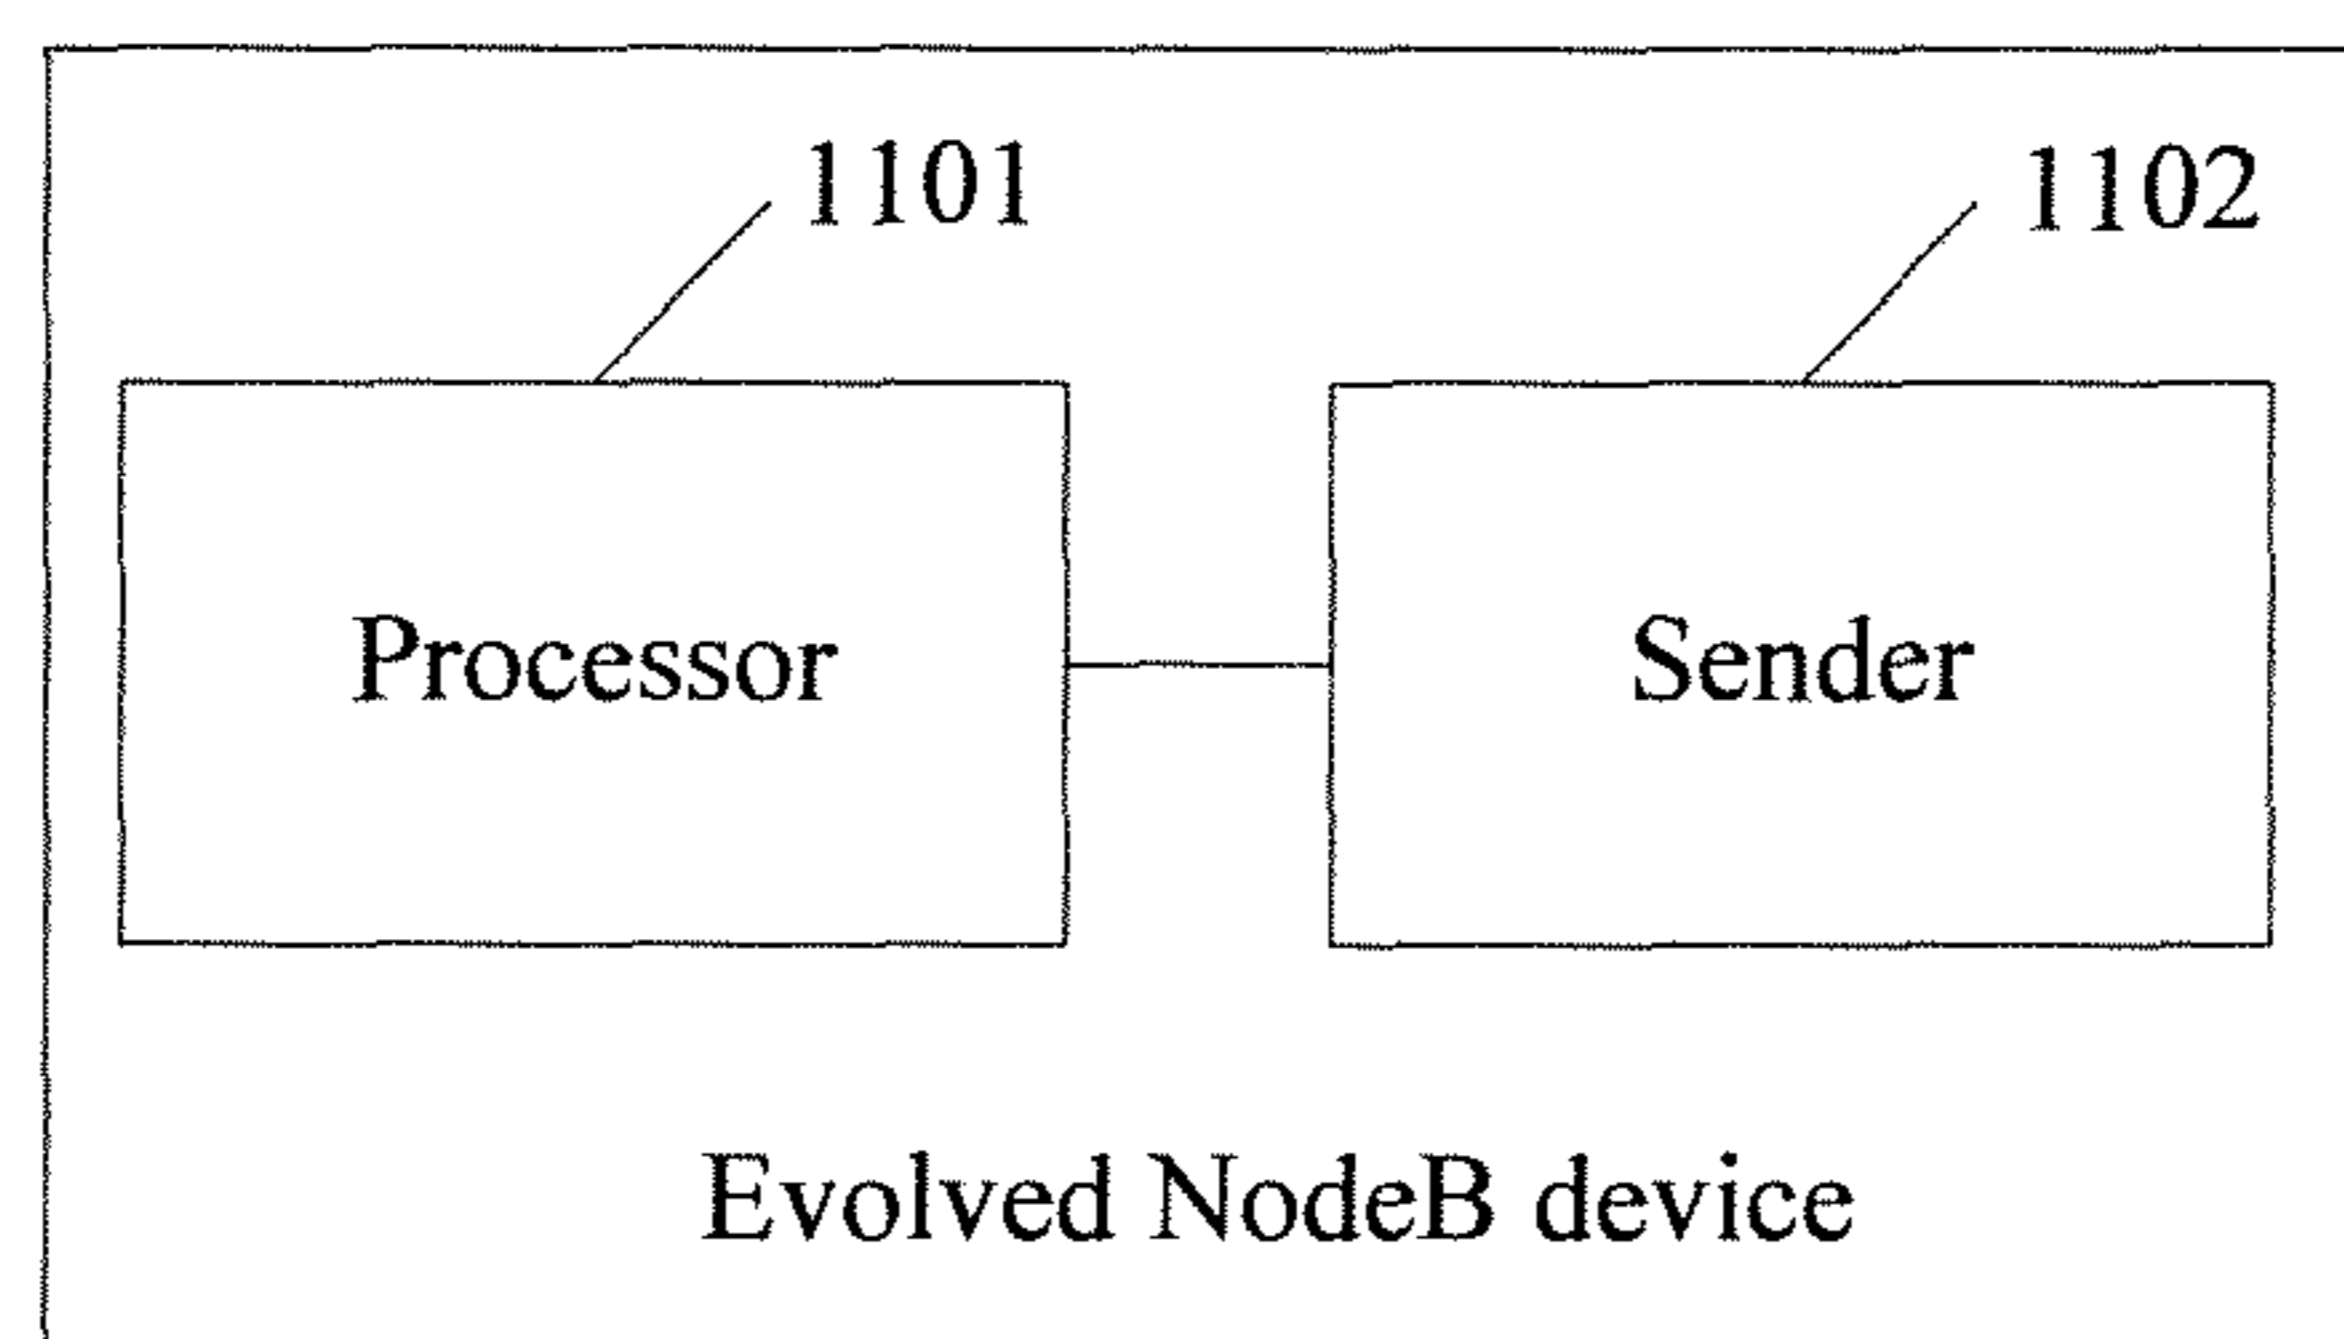 1101
1102
Processor
Sender
Evolved NodeB device